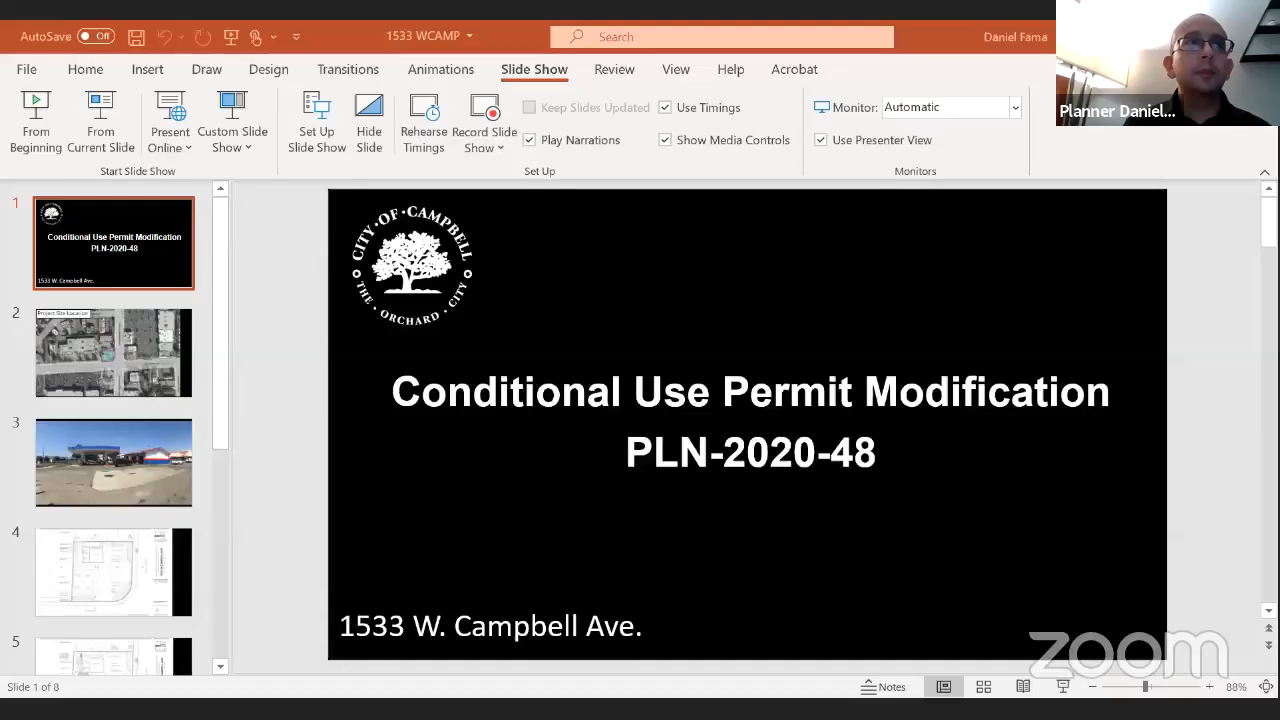 AutoSave Off
1533 WCAMP
Search
Daniel Fama
File Home Insert Draw Design Transitions Animations Slide Show Review View Help Acrobat
From Beginning
From Current Slide
Present Online
Custom Slide Show
Start Slide Show
Set Up Slide Show
Hide Slide
Rehearse Timings
Record Slide Show
Keep Slides Updated
Use Timings
Play Narrations
Show Media Controls
Set Up
Monitor: Automatic
Use Presenter View
Monitors
Planner Daniel...
1
Conditional Use Permit Modification
PLN-2020-48
1533 W. Campbell Ave.
2
Project Site Location
3
4
5
CITY OF CAMPBELL
THE ORCHARD CITY
Conditional Use Permit Modification
PLN-2020-48
1533 W. Campbell Ave.
zoom
Slide 1 of 8
Notes
88%